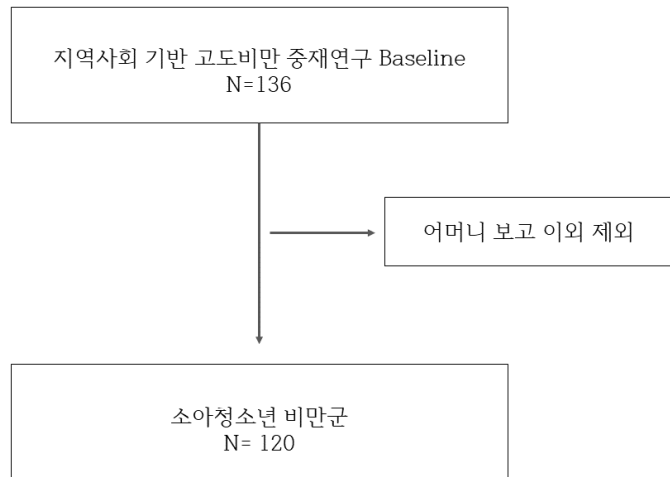 지역사회 기반 고도비만 중재연구 Baseline
N=136
어머니 보고 이외 제외
소아청소년 비만군
N= 120